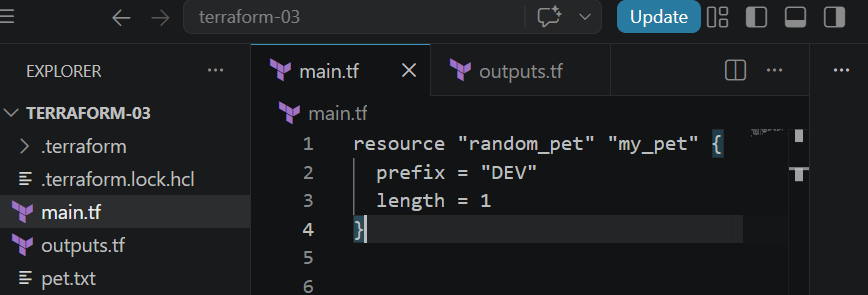 terraform-03
Update
EXPLORER
main.tf
outputs.tf
TERRAFORM-03
.terraform
.terraform.lock.hcl
main.tf
outputs.tf
pet.txt
main.tf
1 resource "random_pet" "my_pet" {
2 prefix = "DEV"
3 length = 1
4 }
5
6